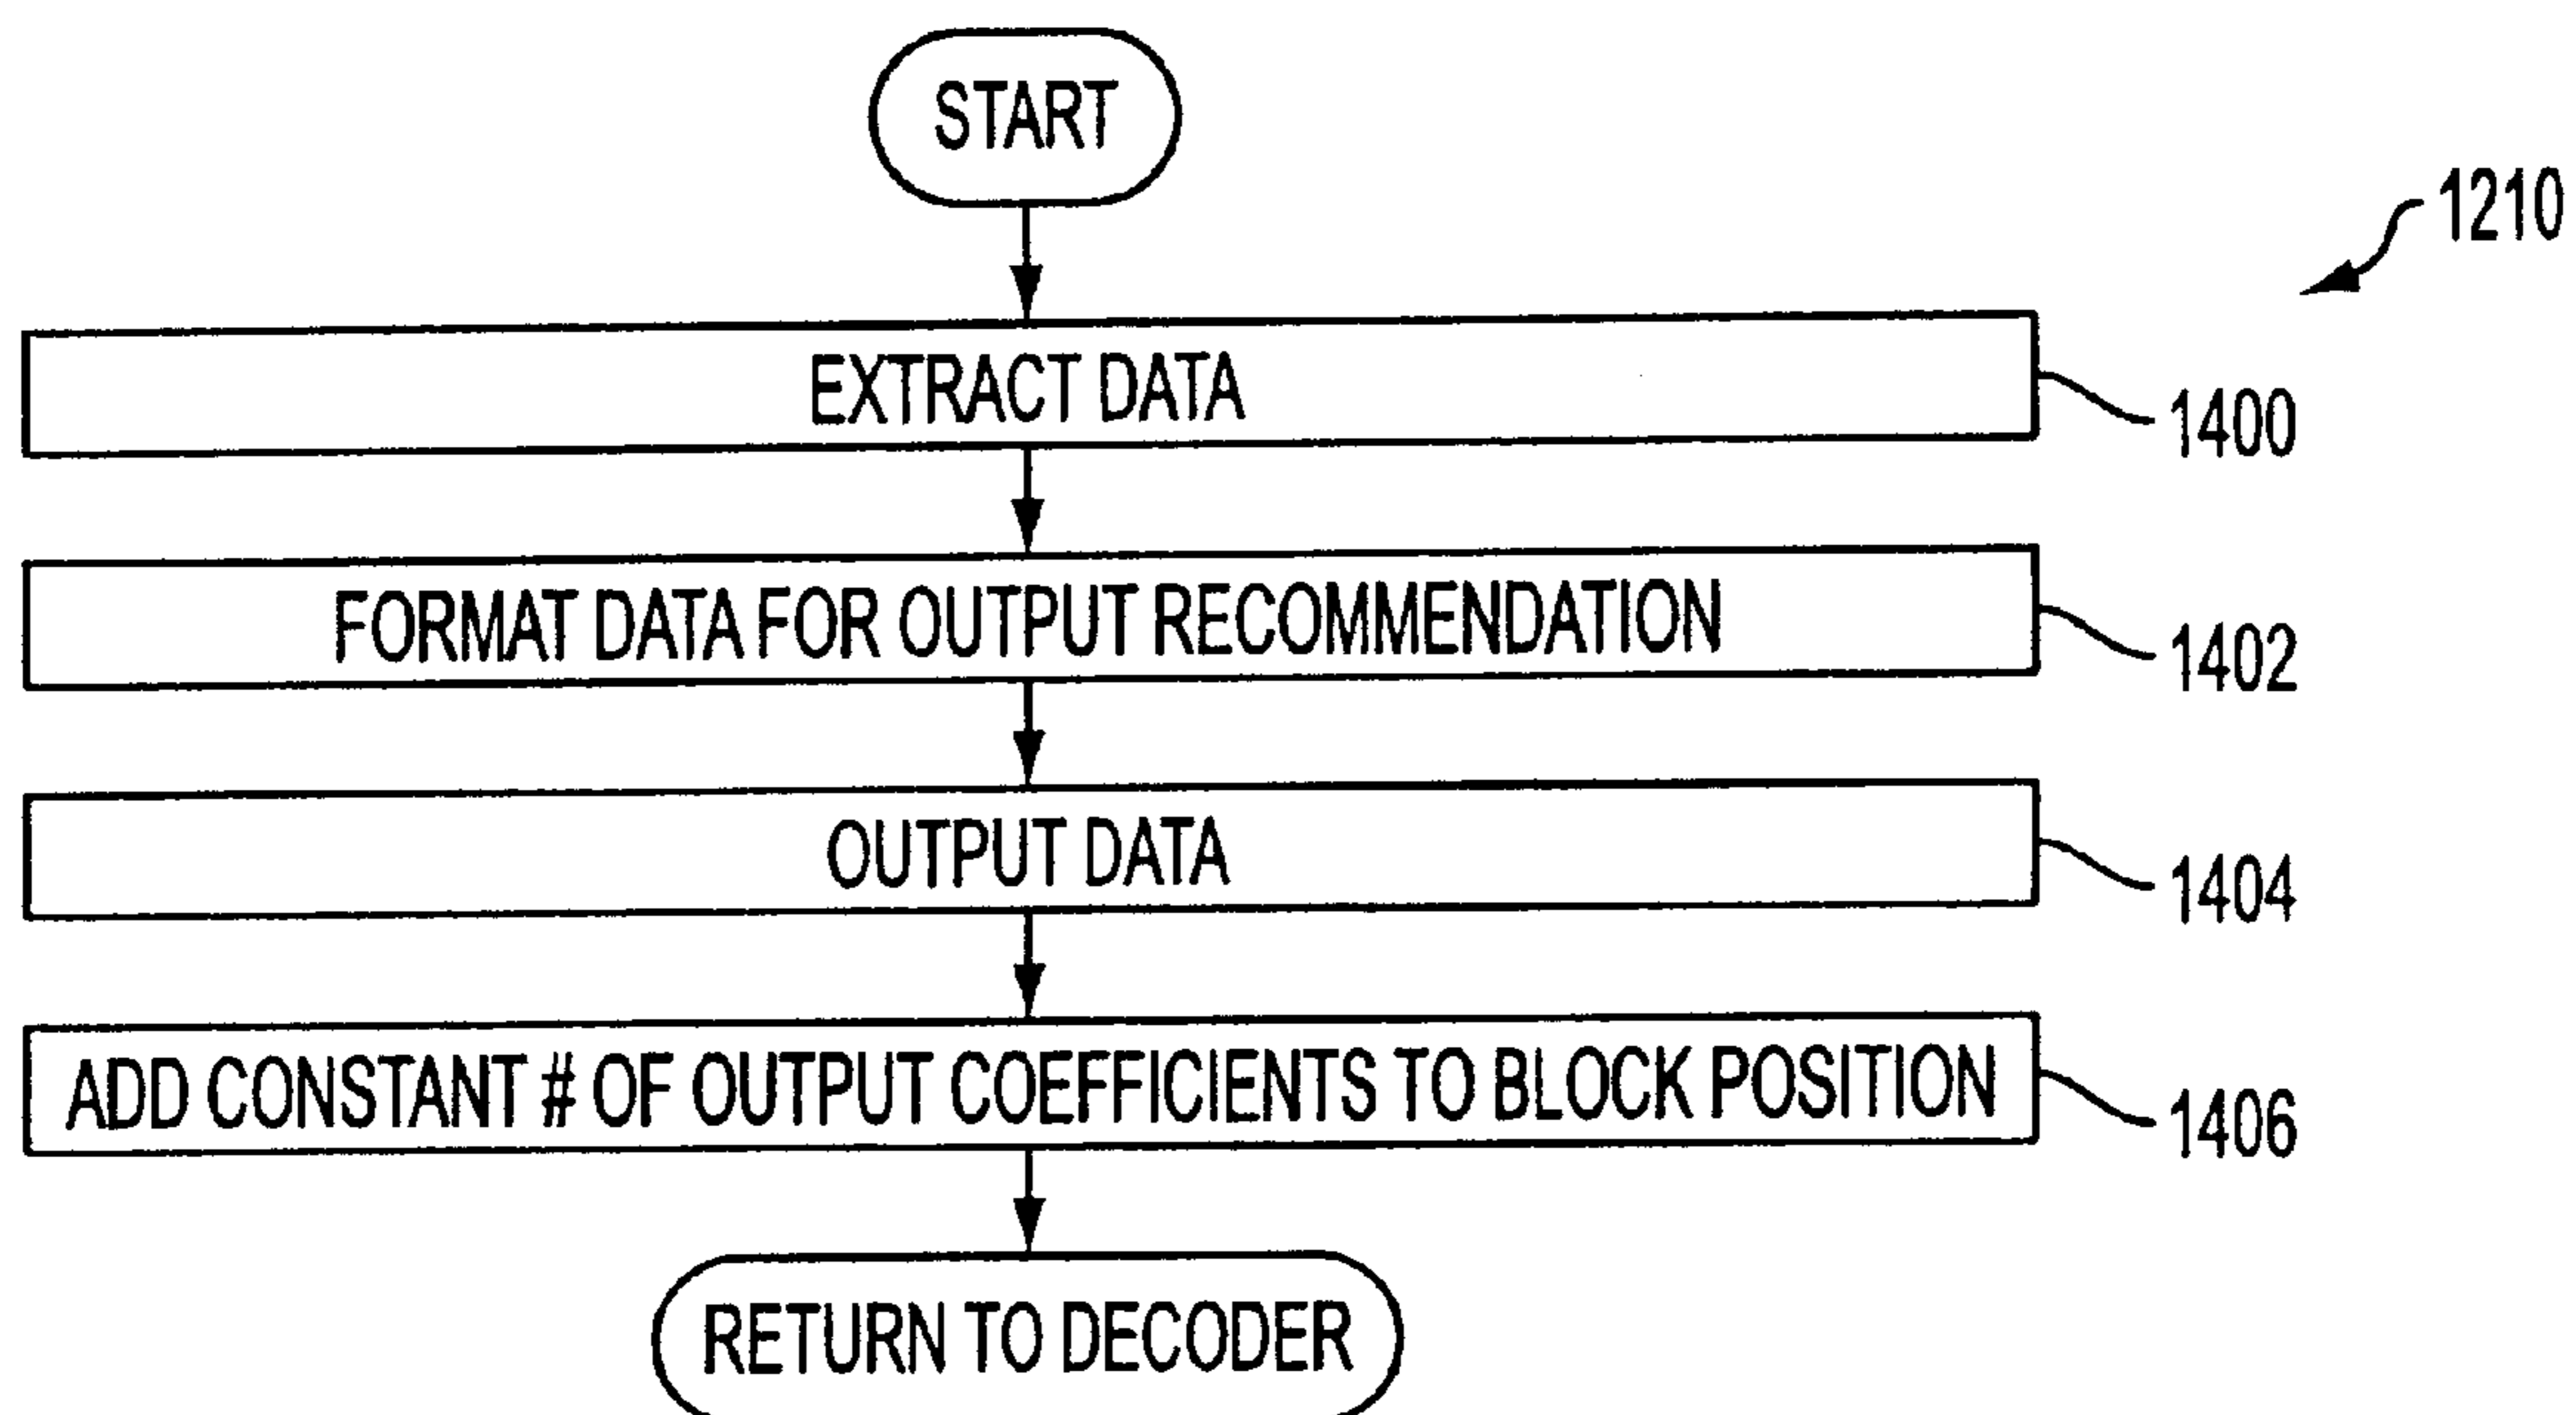 START
1210
EXTRACT DATA
1400
FORMAT DATA FOR OUTPUT RECOMMENDATION
1402
OUTPUT DATA
1404
ADD CONSTANT # OF OUTPUT COEFFICIENTS TO BLOCK POSITION
1406
RETURN TO DECODER